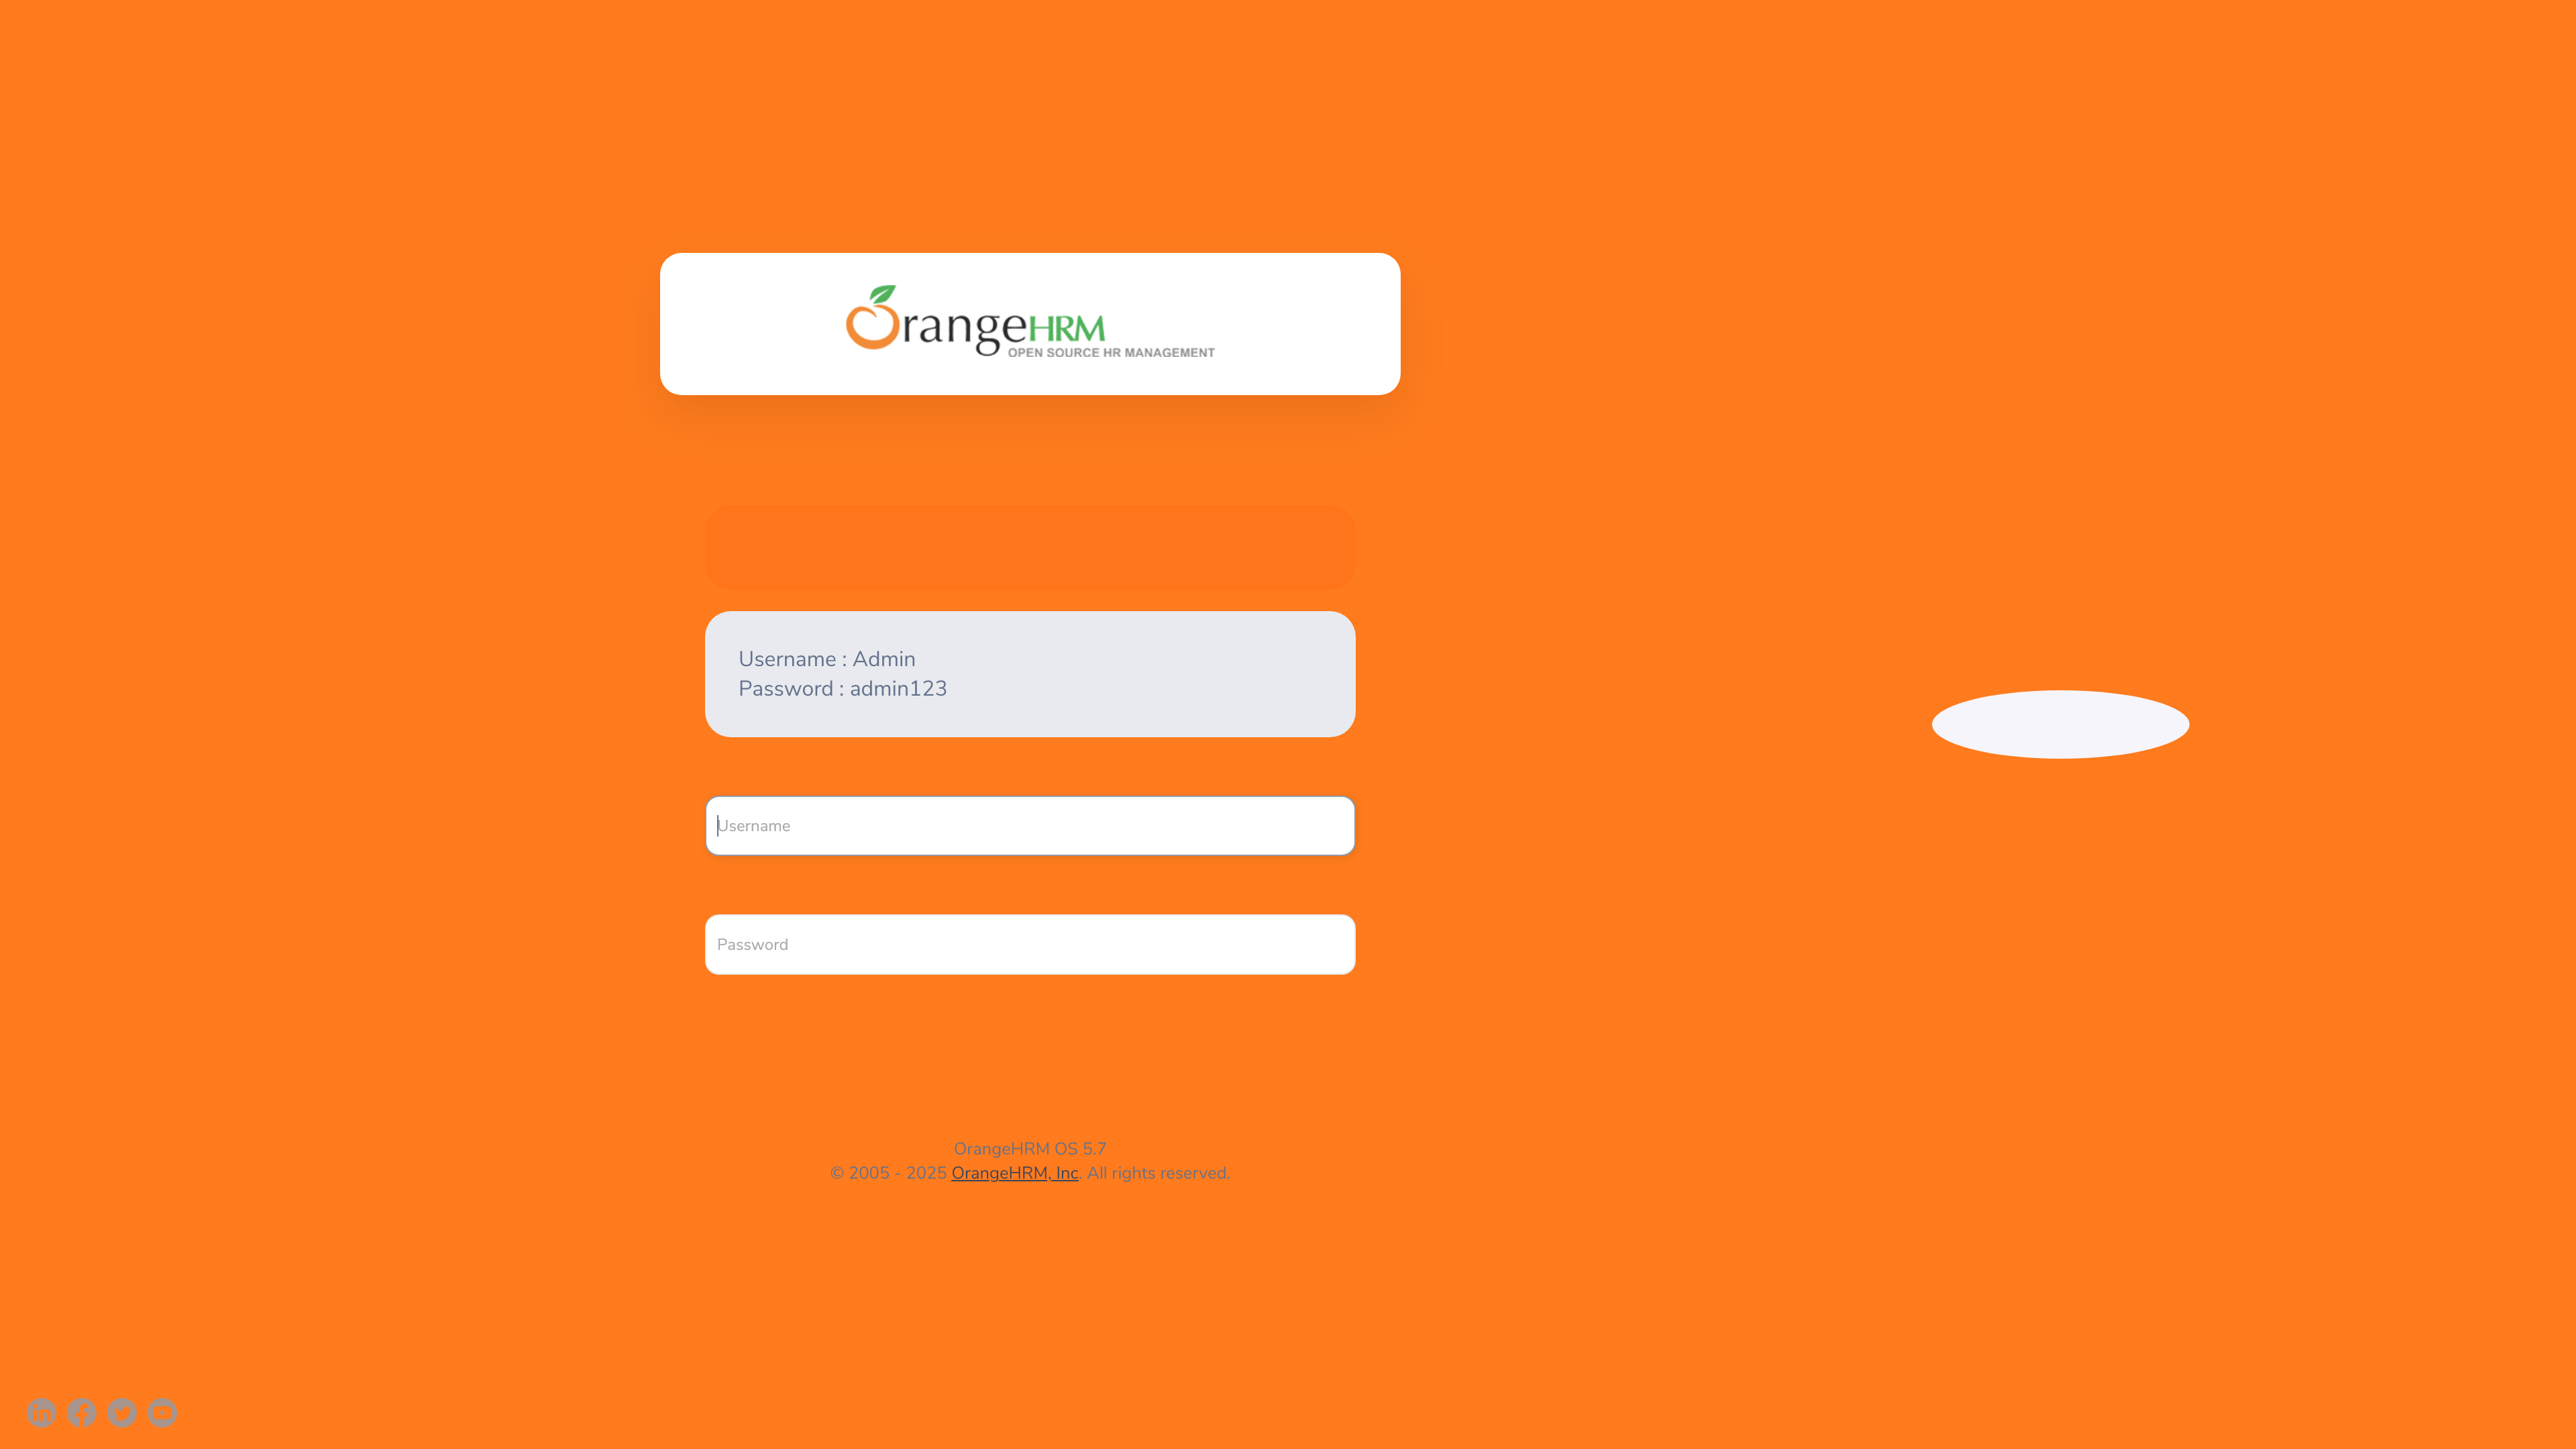 OrangeHRM
OPEN SOURCE HR MANAGEMENT
Username : Admin
Password : admin123
Username
Password
OrangeHRM OS 5.7
© 2005 - 2025 OrangeHRM, Inc. All rights reserved.